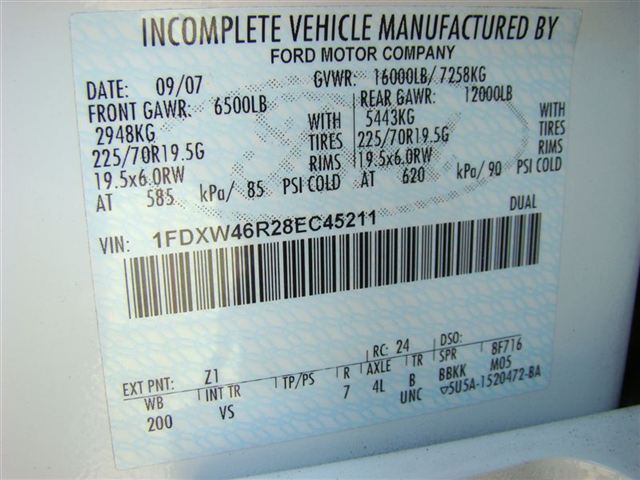 INCOMPLETE VEHICLE MANUFACTURED BY
FORD MOTOR COMPANY
DATE: 09/07 GVWR: 16000LB/ 7258KG
FRONT GAWR: 6500LB REAR GAWR: 12000LB
2948KG WITH 5443KG WITH
225/70R19.5G TIRES 225/70R19.5G TIRES
19.5x6.0RW RIMS 19.5x6.0RW RIMS
AT 585 kPa/ 85 PSI COLD AT 620 kPa/ 90 PSI COLD
DUAL
VIN: 1FDXW46R28EC45211
EXT PNT: Z1 RC: 24 DSO: 8F716
WB INT TR TP/PS R AXLE TR SPR M05
200 VS 7 4L B BBKK
UNC ▽5U5A-1520472-BA